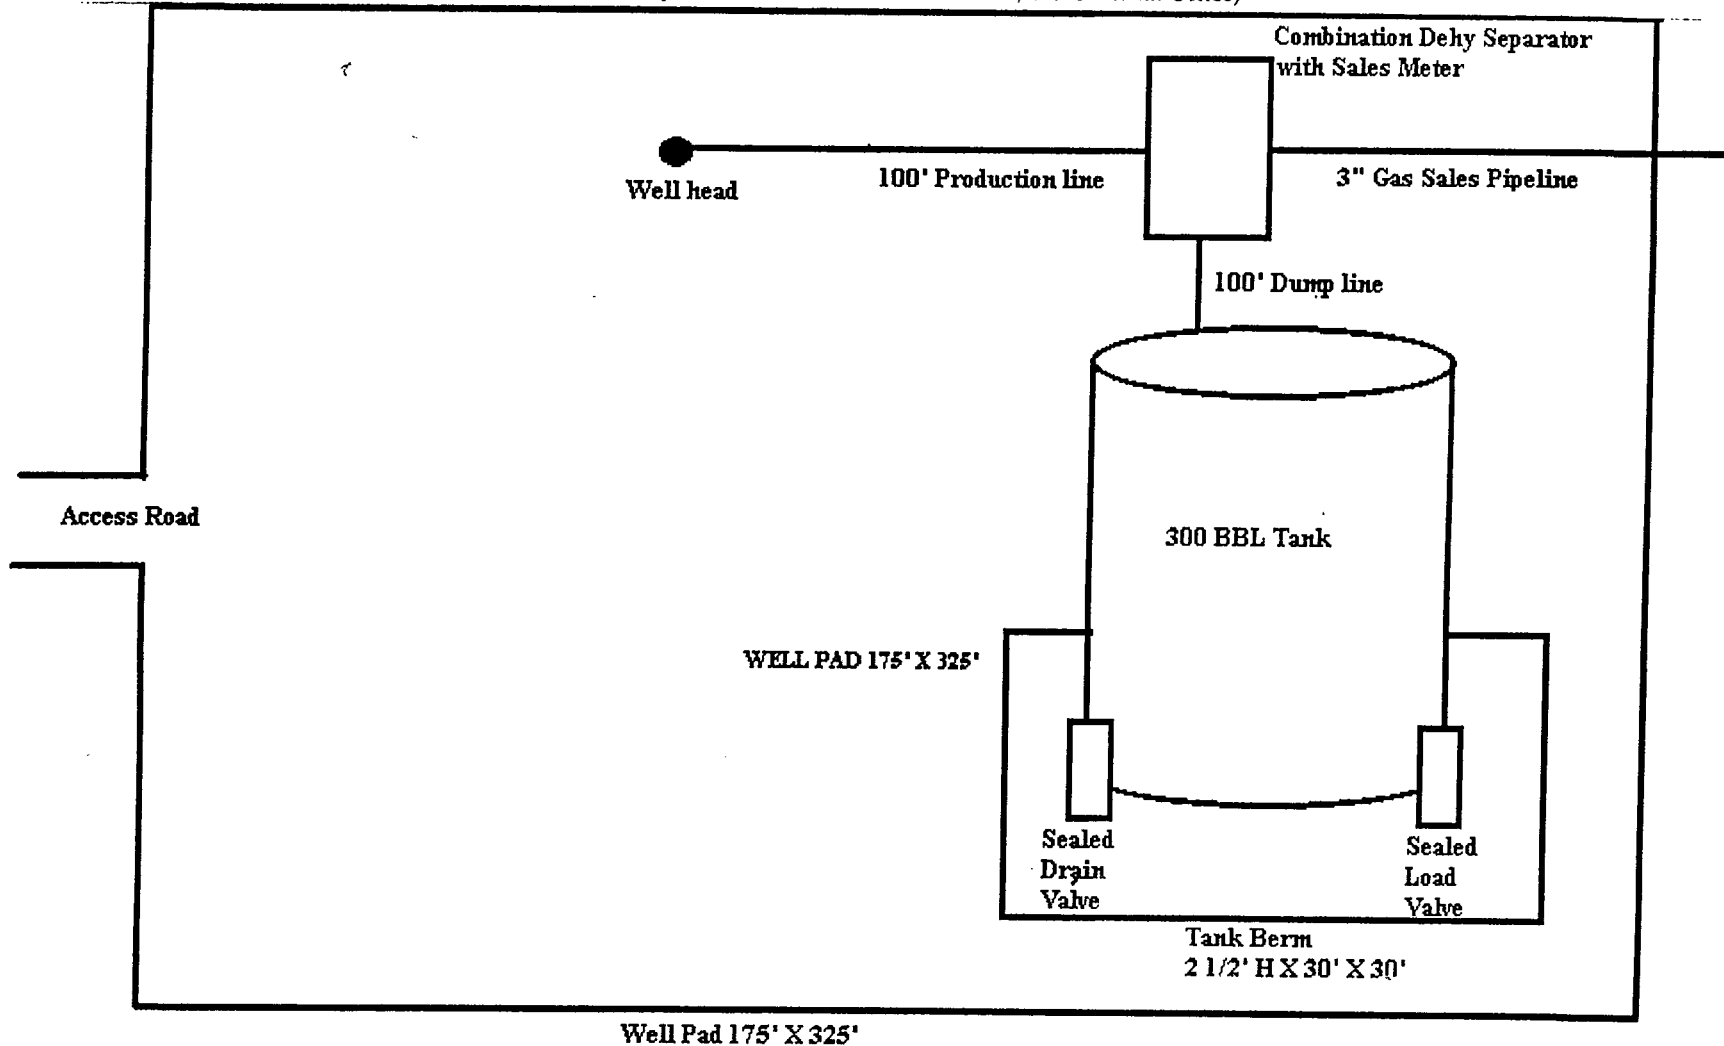 Combination Dehy Separator
with Sales Meter
Well head
100' Production line
3" Gas Sales Pipeline
100' Dump line
Access Road
300 BBL Tank
WELL PAD 175' X 325'
Sealed
Drain
Valve
Sealed
Load
Valve
Tank Berm
2 1/2' H X 30' X 30'
Well Pad 175' X 325'